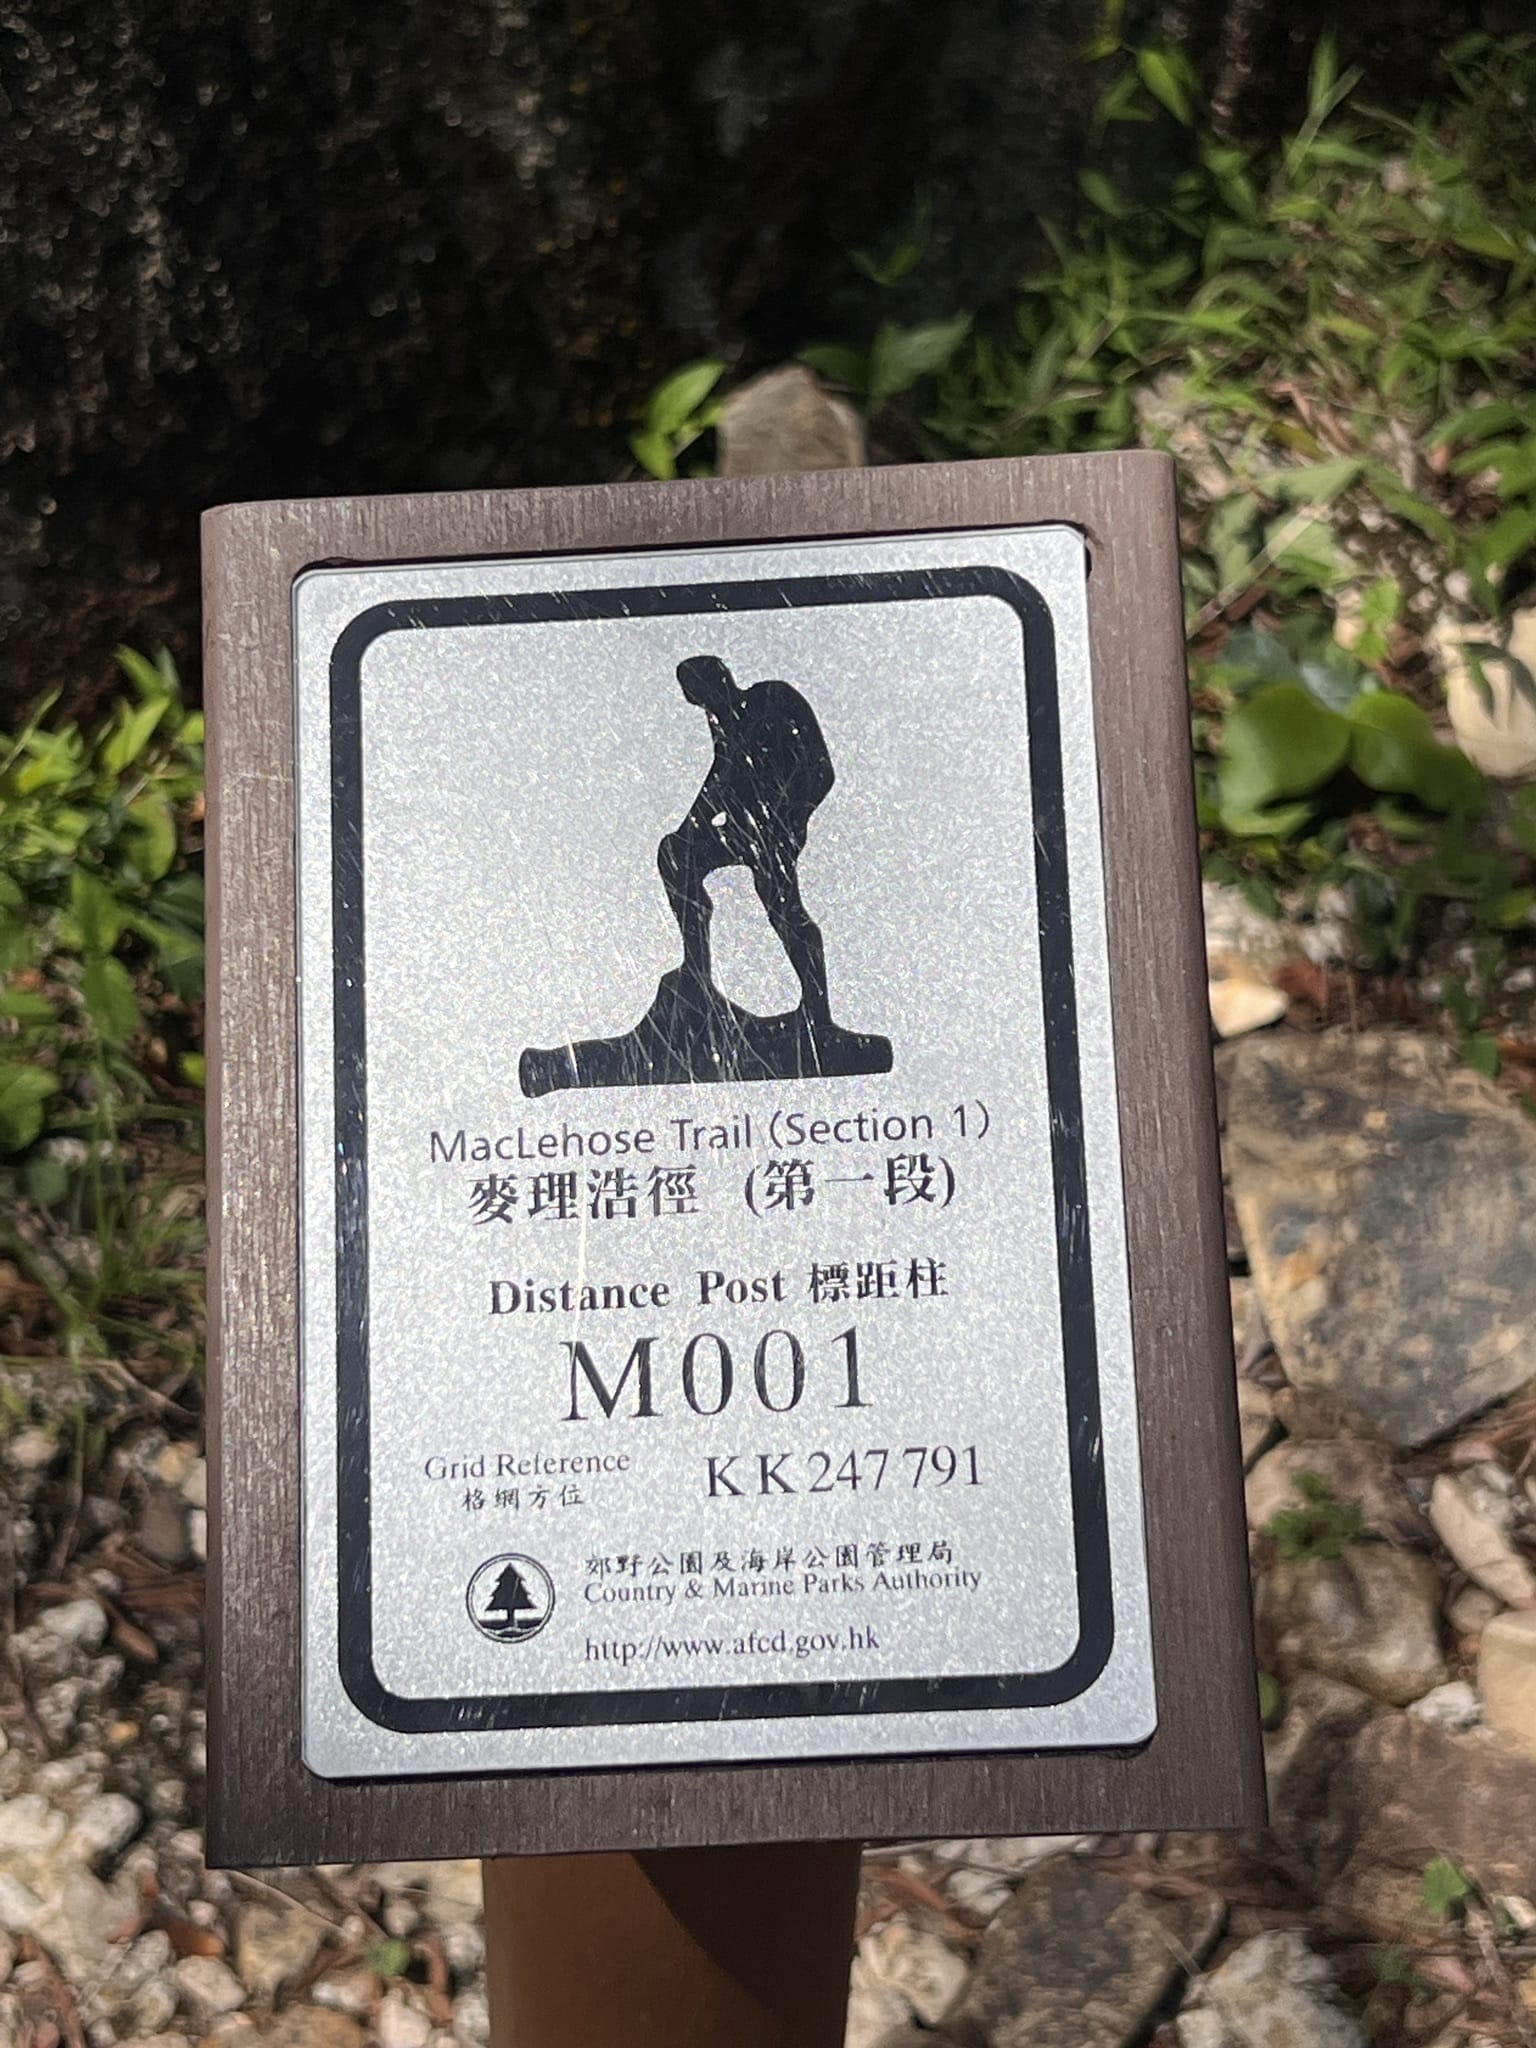 MacLehose Trail (Section 1)
麥理浩徑 (第一段)
Distance Post 標距柱
M001
Grid Reference KK 247 791
格網方位
郊野公園及海岸公園管理局
Country & Marine Parks Authority
http://www.afcd.gov.hk